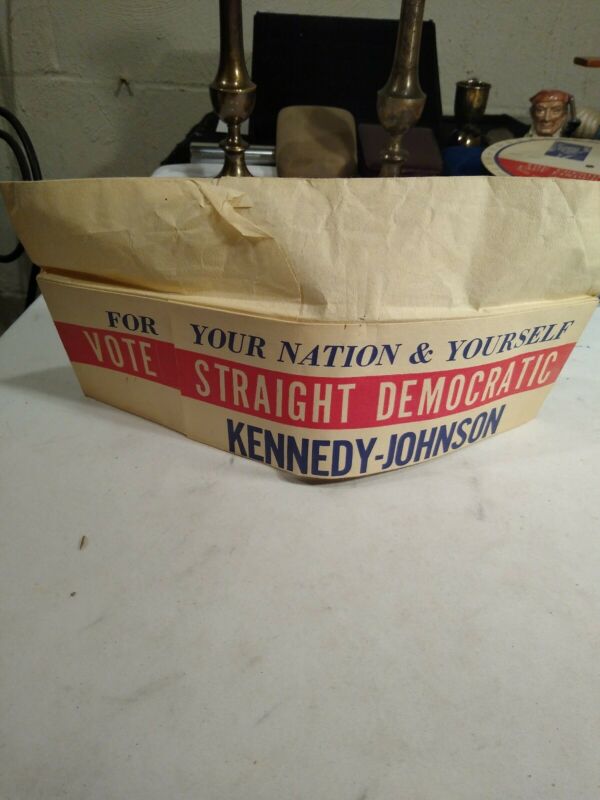 FOR YOUR NATION & YOURSELF
VOTE STRAIGHT DEMOCRATIC
KENNEDY-JOHNSON